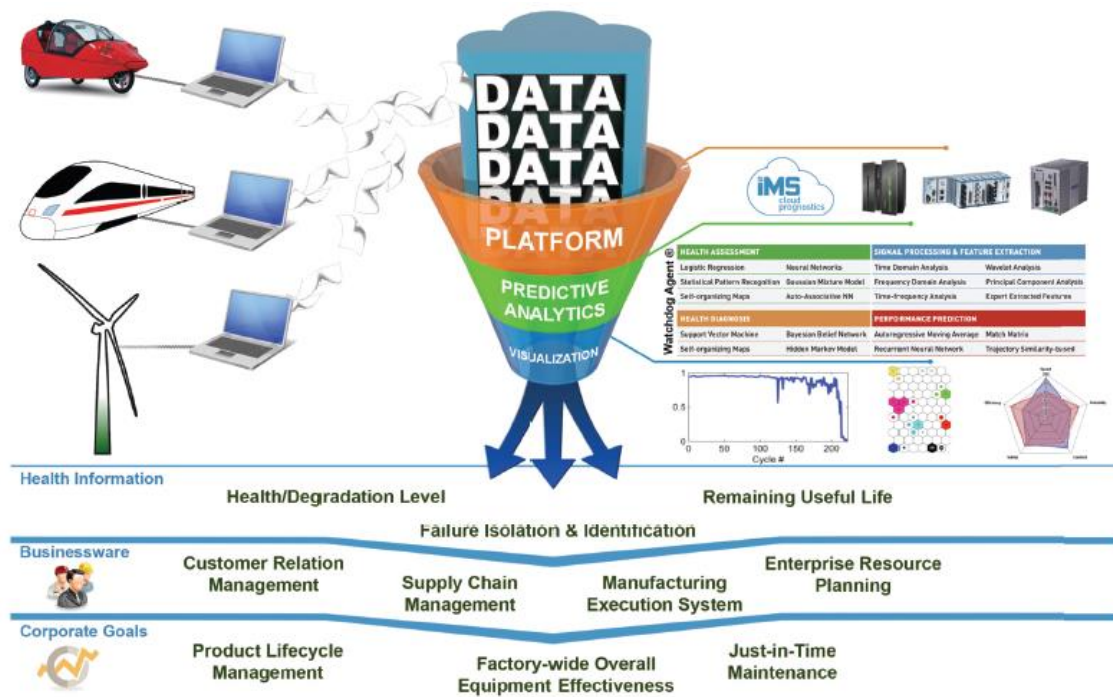 DATA
DATA
DATA
DATA
PLATFORM
PREDICTIVE
ANALYTICS
VISUALIZATION
iMS
cloud
prognostics
Watchdog Agent ®
HEALTH ASSESSMENT
SIGNAL PROCESSING & FEATURE EXTRACTION
Logistic Regression Neural Networks Time Domain Analysis Wavelet Analysis
Statistical Pattern Recognition Gaussian Mixture Model Frequency Domain Analysis Principal Component Analysis
Self-organizing Maps Auto-Associative NN Time-frequency Analysis Expert Extracted Features
HEALTH DIAGNOSIS
PERFORMANCE PREDICTION
Support Vector Machine Bayesian Belief Network Autoregressive Moving Average Match Matrix
Self-organizing Maps Hidden Markov Model Recurrent Neural Network Trajectory Similarity-based
1
0.5
0
0 50 100 150 200
Cycle #
Health Information
Health/Degradation Level
Remaining Useful Life
Failure Isolation & Identification
Businessware
Customer Relation
Management
Supply Chain
Management
Manufacturing
Execution System
Enterprise Resource
Planning
Corporate Goals
Product Lifecycle
Management
Factory-wide Overall
Equipment Effectiveness
Just-in-Time
Maintenance